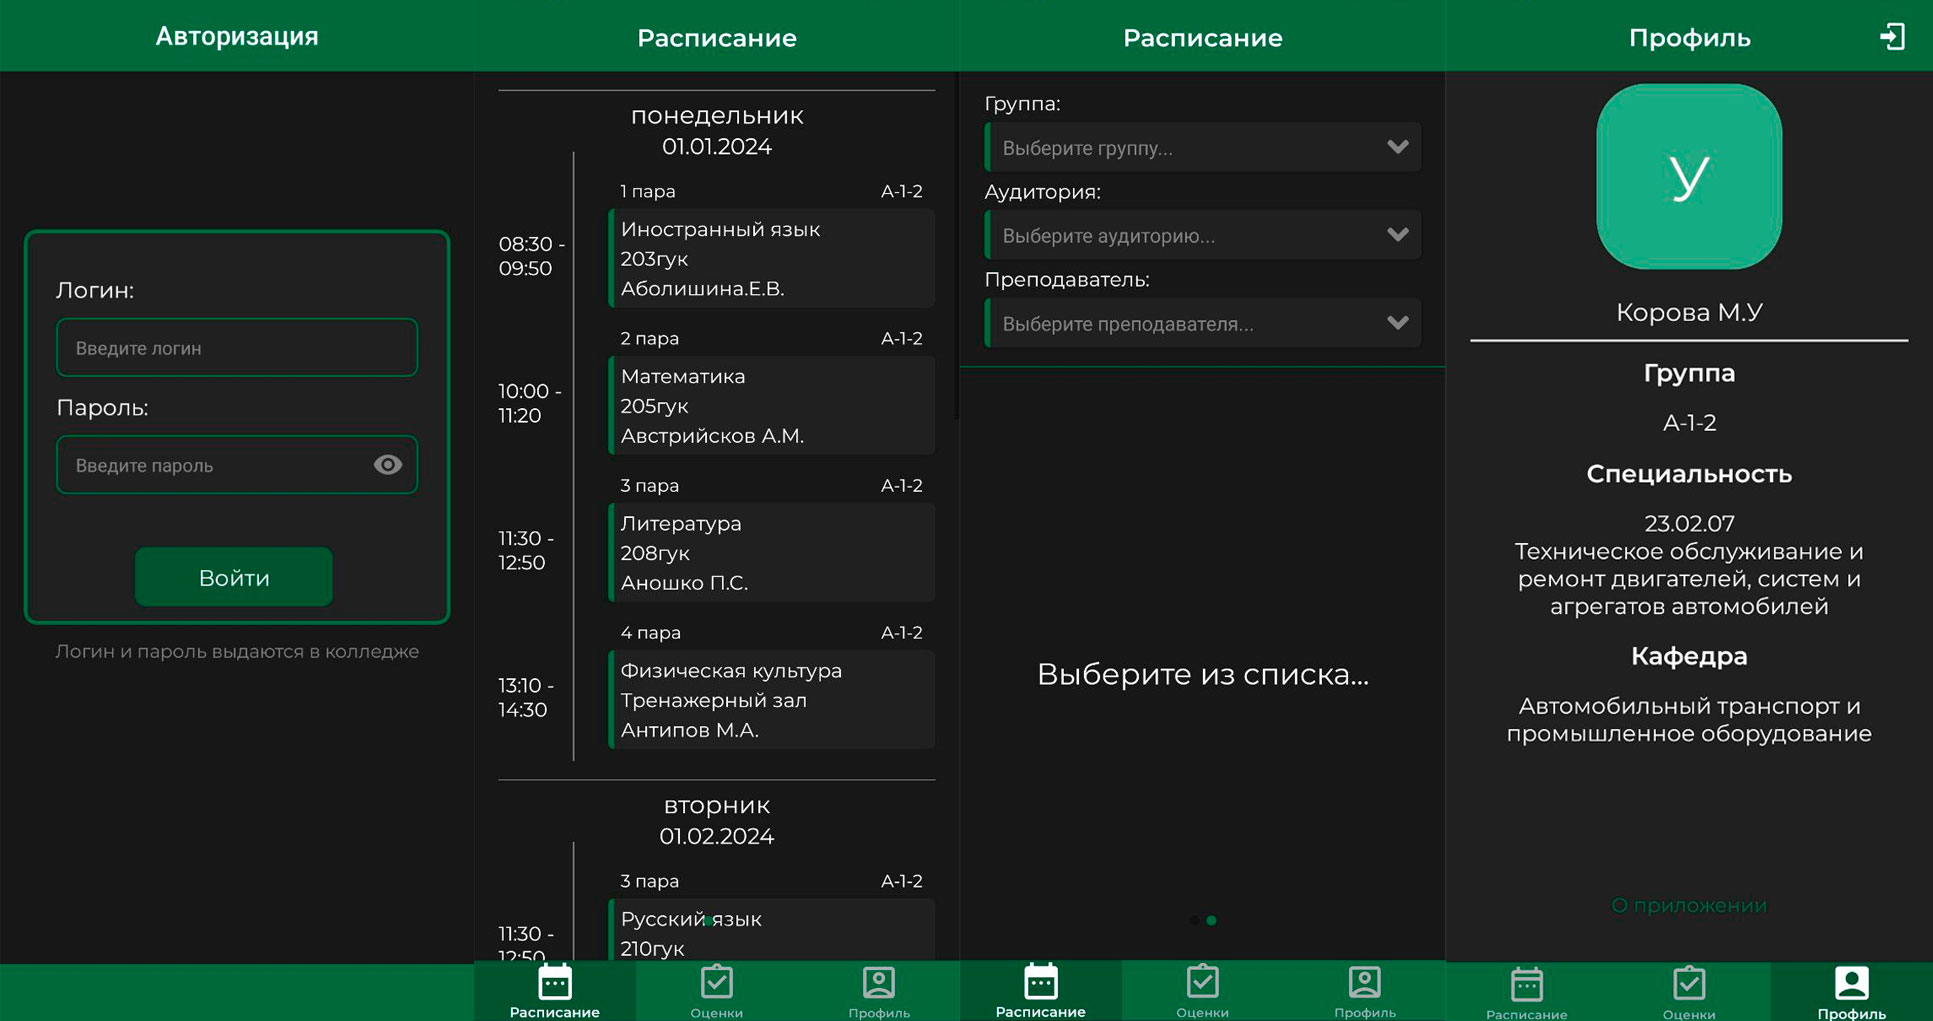 Авторизация
Логин:
Введите логин
Пароль:
Введите пароль
Войти
Логин и пароль выдаются в колледже
Расписание
понедельник
01.01.2024
1 пара А-1-2
08:30 -
09:50
Иностранный язык
203гук
Аболишина.Е.В.
2 пара А-1-2
10:00 -
11:20
Математика
205гук
Австрийсков А.М.
3 пара А-1-2
11:30 -
12:50
Литература
208гук
Аношко П.С.
4 пара А-1-2
13:10 -
14:30
Физическая культура
Тренажерный зал
Антипов М.А.
вторник
01.02.2024
3 пара А-1-2
11:30 -
12:50
Русский язык
210гук
Расписание Оценки Профиль
Расписание
Группа:
Выберите группу...
Аудитория:
Выберите аудиторию...
Преподаватель:
Выберите преподавателя...
Выберите из списка...
Расписание Оценки Профиль
Профиль
У
Корова М.У
Группа
А-1-2
Специальность
23.02.07
Техническое обслуживание и
ремонт двигателей, систем и
агрегатов автомобилей
Кафедра
Автомобильный транспорт и
промышленное оборудование
О приложении
Расписание Оценки Профиль